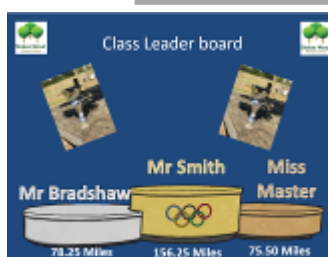 Class Leader board
Mr Smith
Miss
Master
Mr Bradshaw
78.25 Miles
156.25 Miles
75.50 Miles